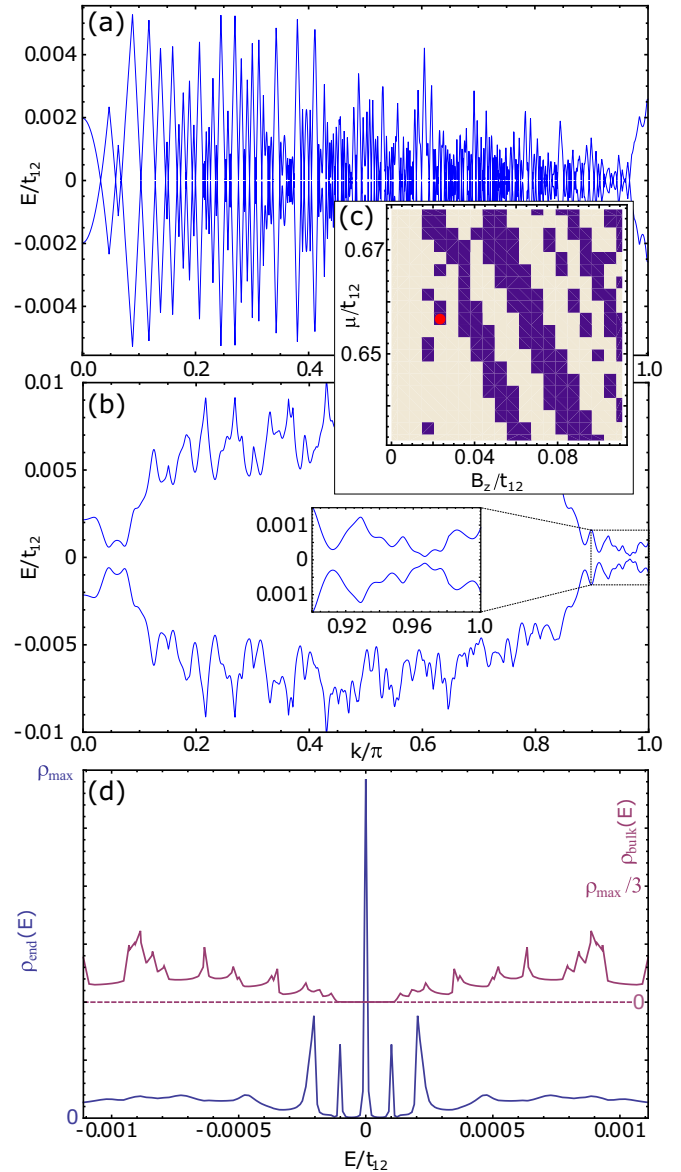 (a)
0.004
0.002
0
-0.002
-0.004
E/t12
0.0
0.2
0.4
1.0
(c)
0.67
0.65
μ/t12
0
0.04
0.08
Bz/t12
(b)
0.01
0.005
0
-0.005
-0.01
E/t12
0.001
0
0.001
0.92
0.96
1.0
0.0
0.2
0.4
0.6
0.8
1.0
k/π
(d)
ρmax
ρend(E)
0
ρbulk(E)
ρmax/3
0
-0.001
-0.0005
0
0.0005
0.001
E/t12